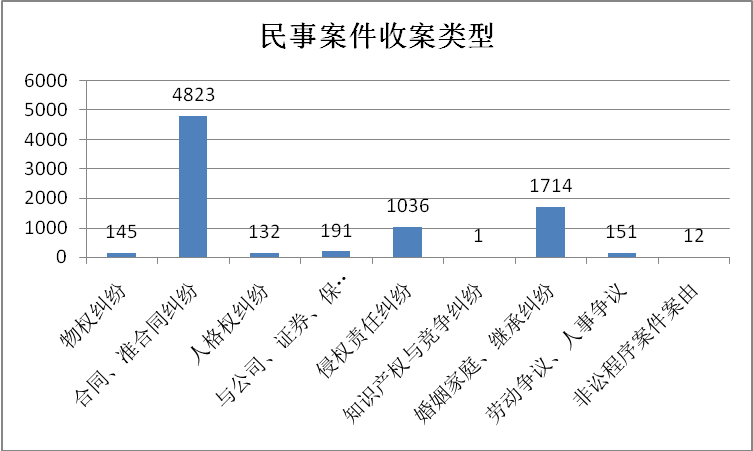 民事案件收案类型
6000
5000
4000
3000
2000
1000
0
145
4823
132
191
1036
1
1714
151
12
物权纠纷
合同、准合同纠纷
人格权纠纷
与公司、证券、保…
侵权责任纠纷
知识产权与竞争纠纷
婚姻家庭、继承纠纷
劳动争议、人事争议
非讼程序案件案由